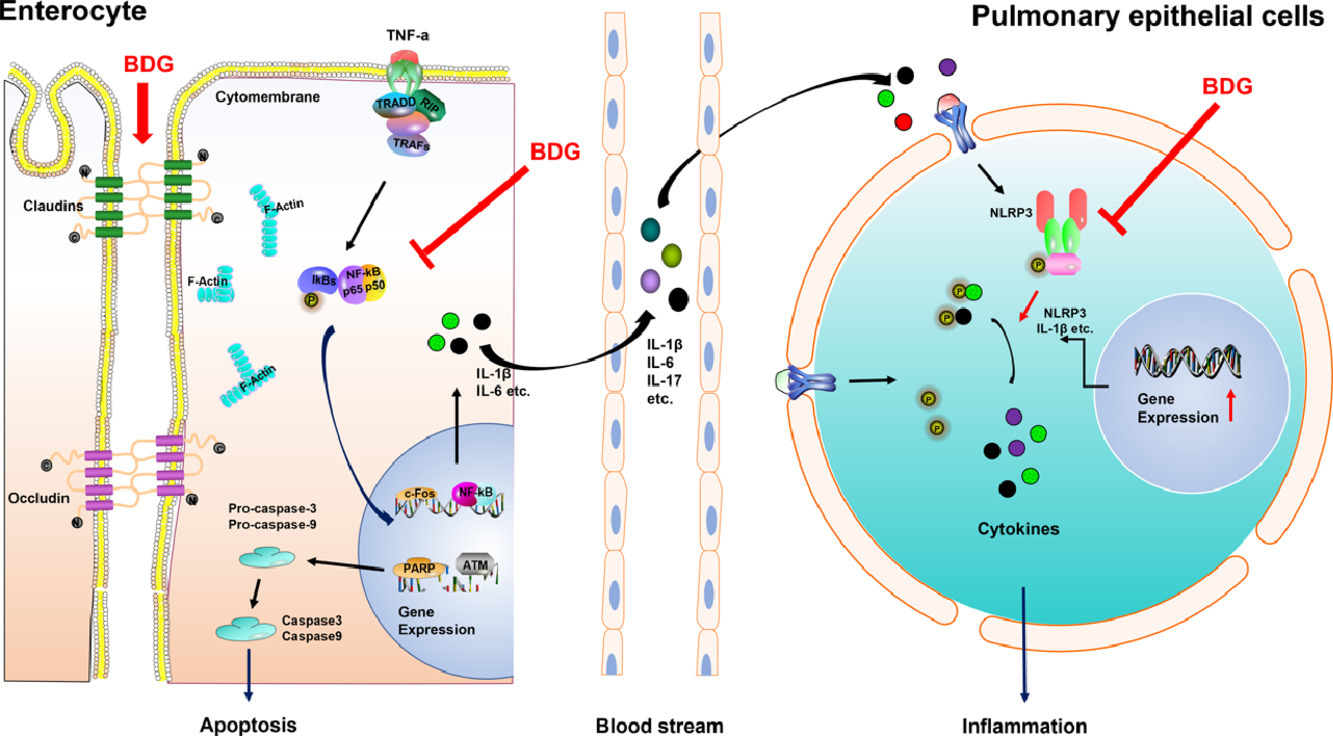 Enterocyte
Pulmonary epithelial cells
BDG
TNF-a
Cytomembrane
TRADD
RIP
TRAFs
BDG
BDG
N
N
Claudins
C
C
F-Actin
F-Actin
F-Actin
IkBs
NF-kB
p65
p50
P
IL-1β
IL-6 etc.
IL-1β
IL-6
IL-17
etc.
NLRP3
P
P
P
NLRP3
IL-1β etc.
Gene
Expression
P
P
Cytokines
C
C
Occludin
N
N
Pro-caspase-3
Pro-caspase-9
c-Fos
NF-kB
PARP
ATM
Gene
Expression
Caspase3
Caspase9
Apoptosis
Blood stream
Inflammation